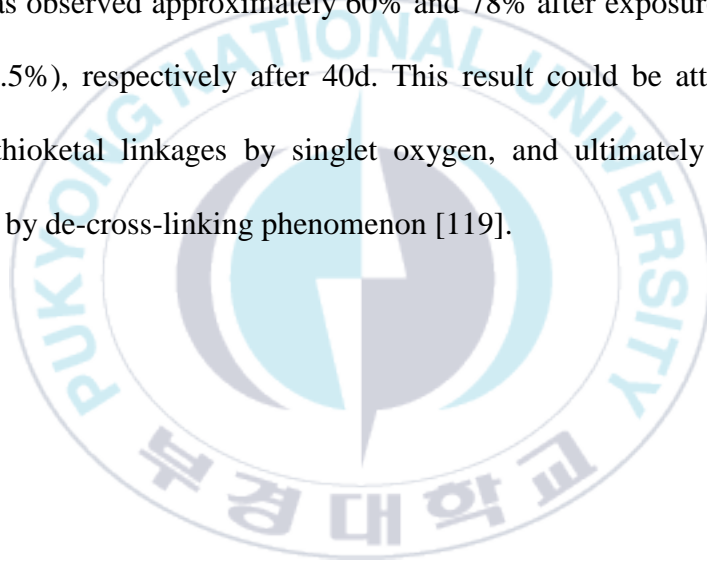 as observed approximately 60% and 78% after exposur
.5%), respectively after 40d. This result could be att
thioketal linkages by singlet oxygen, and ultimately
by de-cross-linking phenomenon [119].
PUKYONG NATIONAL UNIVERSITY
부경대학교